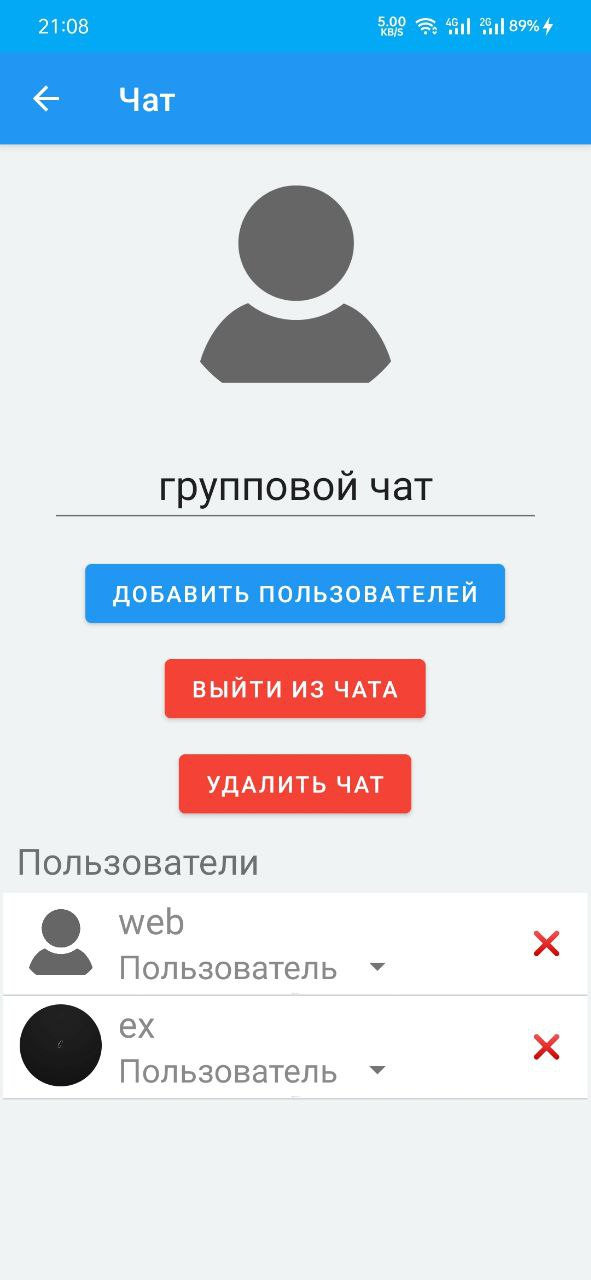 21:08 5.00 KB/S 4G 2G 89%
Чат
групповой чат
ДОБАВИТЬ ПОЛЬЗОВАТЕЛЕЙ
ВЫЙТИ ИЗ ЧАТА
УДАЛИТЬ ЧАТ
Пользователи
web
Пользователь
ex
Пользователь